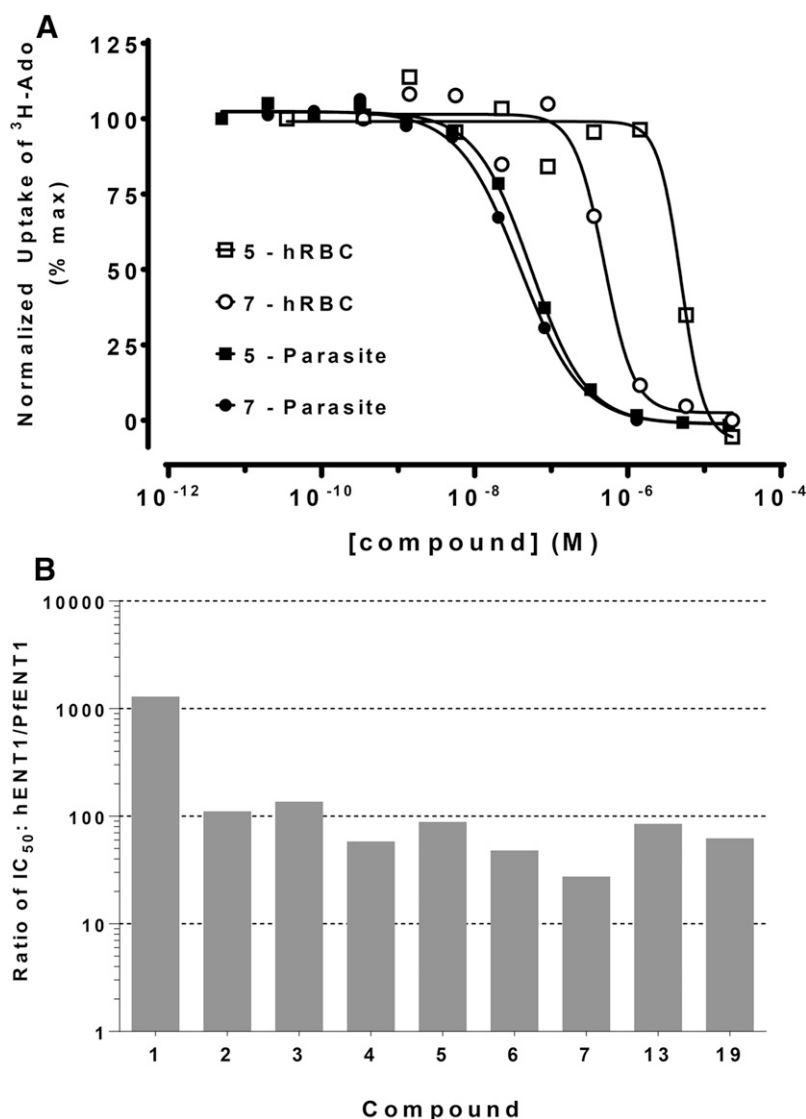 A
Normalized Uptake of ³H-Ado
(% max)
125
100
75
50
25
0
5 - hRBC
7 - hRBC
5 - Parasite
7 - Parasite
10⁻¹² 10⁻¹⁰ 10⁻⁸ 10⁻⁶ 10⁻⁴
[compound] (M)
B
Ratio of IC₅₀: hENT1/PfENT1
10000
1000
100
10
1
1 2 3 4 5 6 7 13 19
Compound